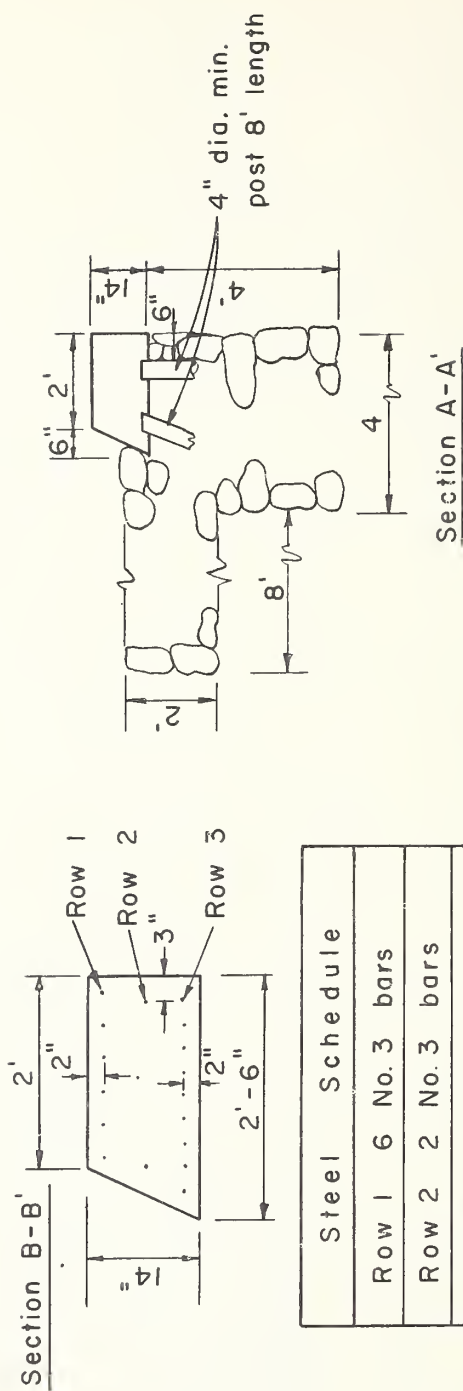 Section B-B'
2'
2"
14"
Row 1
Row 2
3"
Row 3
2"
2'-6"
Steel Schedule
Row 1 6 No. 3 bars
Row 2 2 No. 3 bars
14"
2'
6"
6"
4'
4" dia. min.
post 8' length
2'
8'
4
Section A-A'